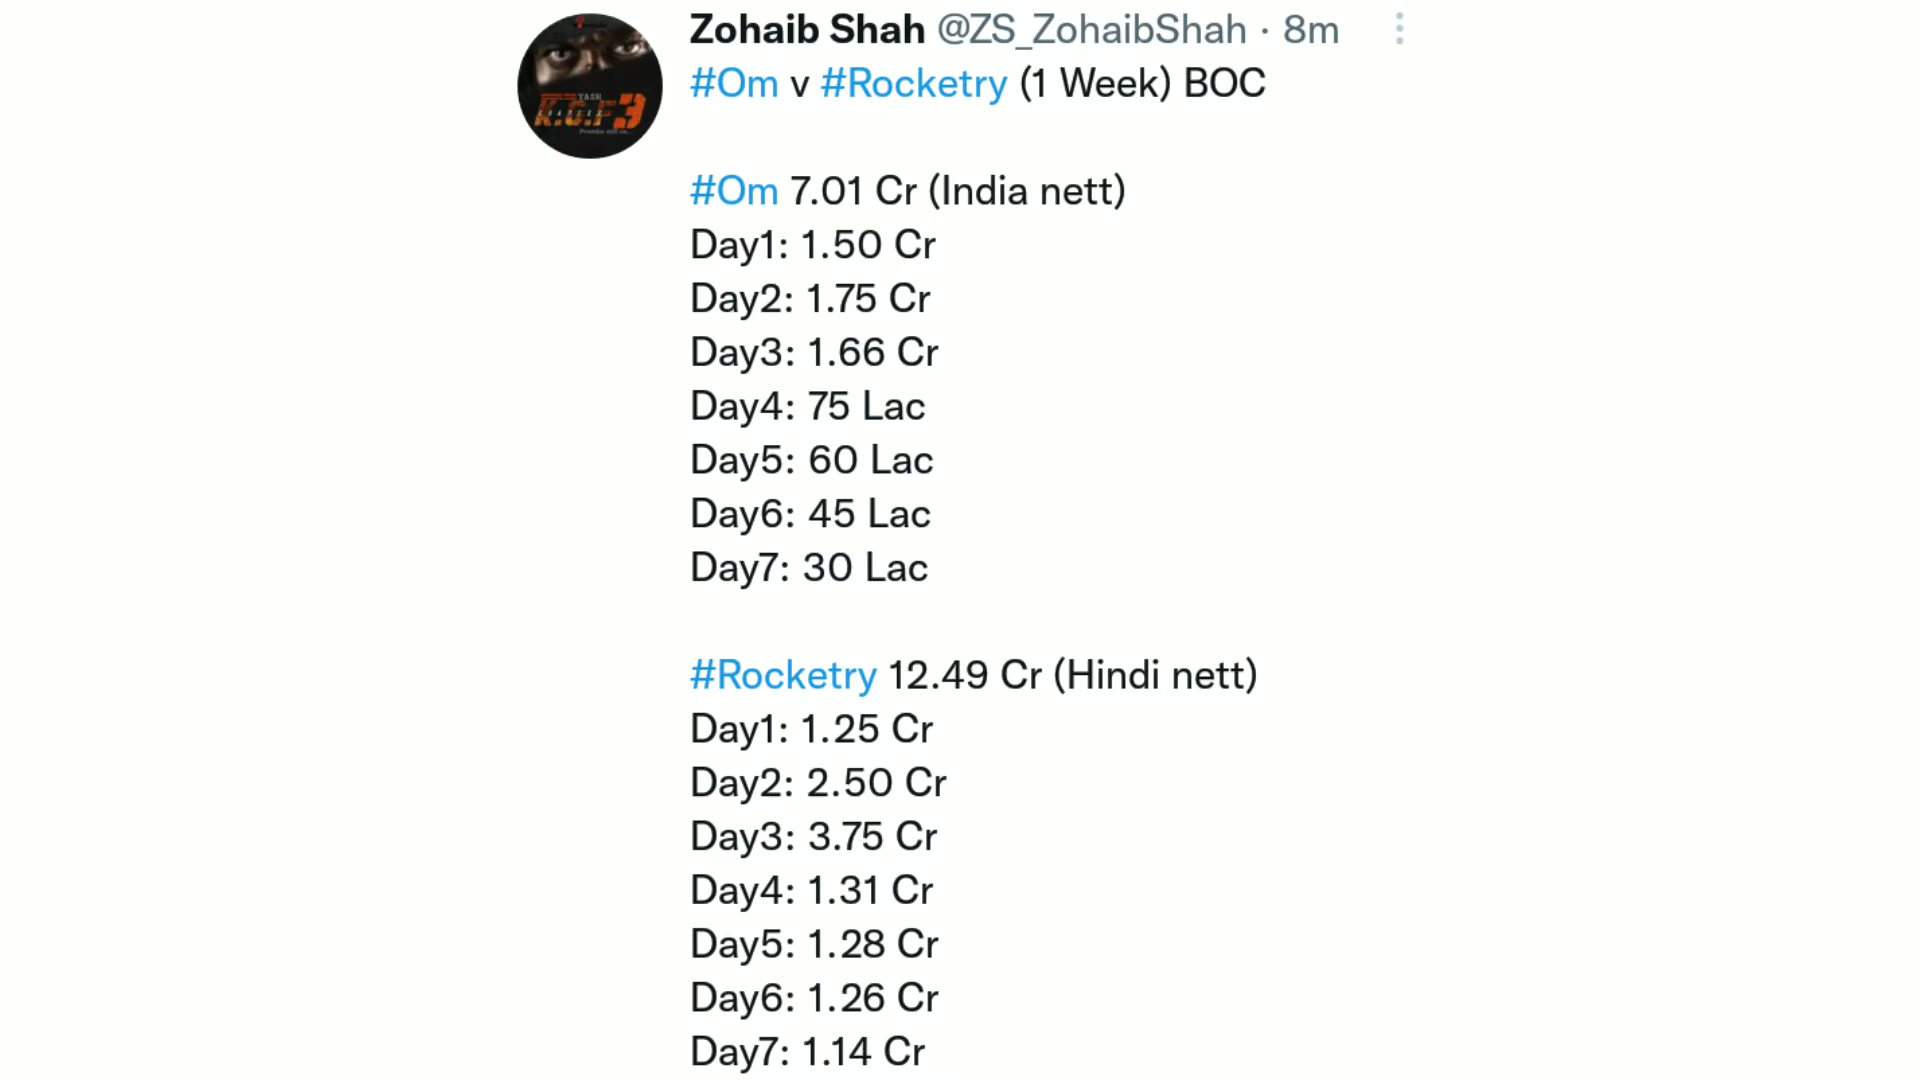 Zohaib Shah @ZS_ZohaibShah · 8m
#Om v #Rocketry (1 Week) BOC
YASH
K.G.F 3
CHAPTER
#Om 7.01 Cr (India nett)
Day1: 1.50 Cr
Day2: 1.75 Cr
Day3: 1.66 Cr
Day4: 75 Lac
Day5: 60 Lac
Day6: 45 Lac
Day7: 30 Lac
#Rocketry 12.49 Cr (Hindi nett)
Day1: 1.25 Cr
Day2: 2.50 Cr
Day3: 3.75 Cr
Day4: 1.31 Cr
Day5: 1.28 Cr
Day6: 1.26 Cr
Day7: 1.14 Cr